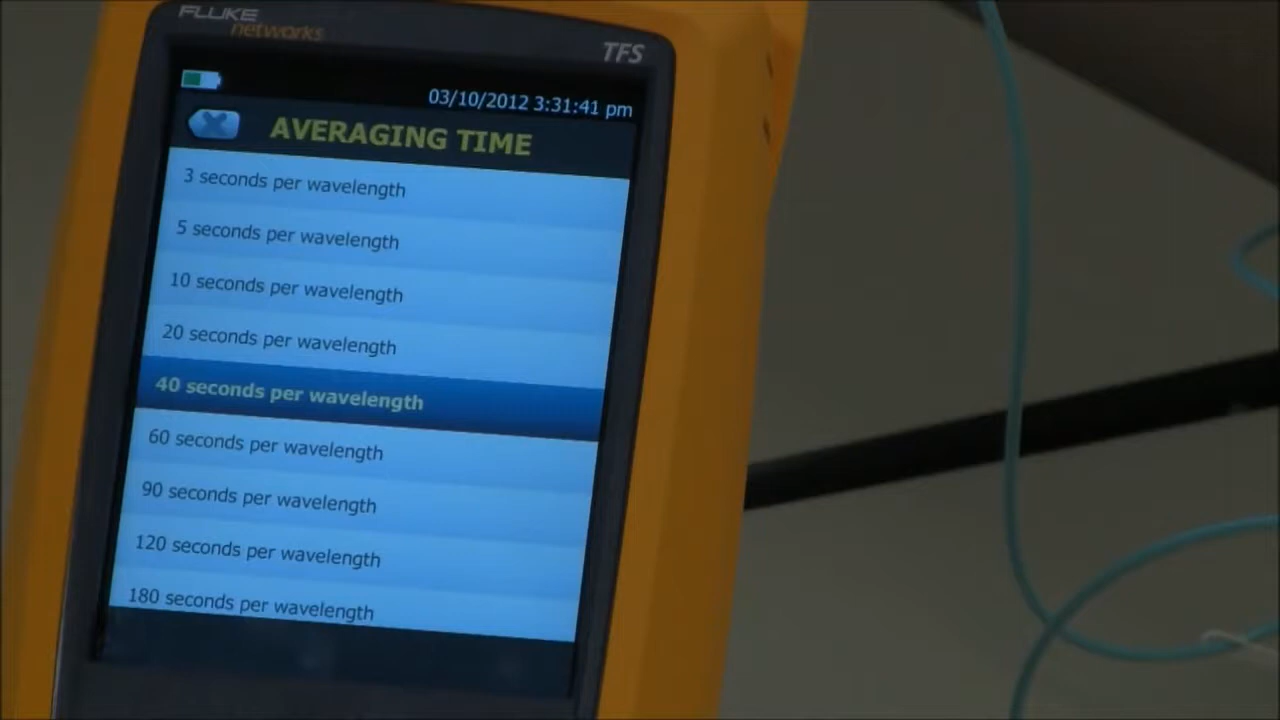 FLUKE
networks
TFS
03/10/2012 3:31:41 pm
AVERAGING TIME
3 seconds per wavelength
5 seconds per wavelength
10 seconds per wavelength
20 seconds per wavelength
40 seconds per wavelength
60 seconds per wavelength
90 seconds per wavelength
120 seconds per wavelength
180 seconds per wavelength